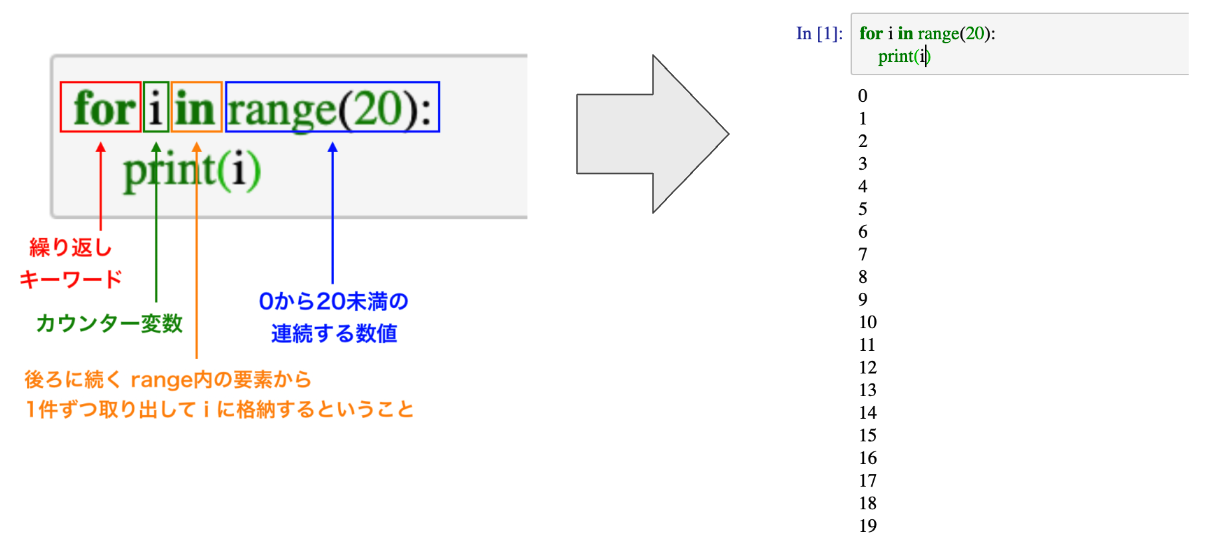 for i in range(20):
print(i)
繰り返し
キーワード
カウンター変数
0から20未満の
連続する数値
後ろに続く range内の要素から
1件ずつ取り出して i に格納するということ
In [1]: for i in range(20):
print(i)
0
1
2
3
4
5
6
7
8
9
10
11
12
13
14
15
16
17
18
19